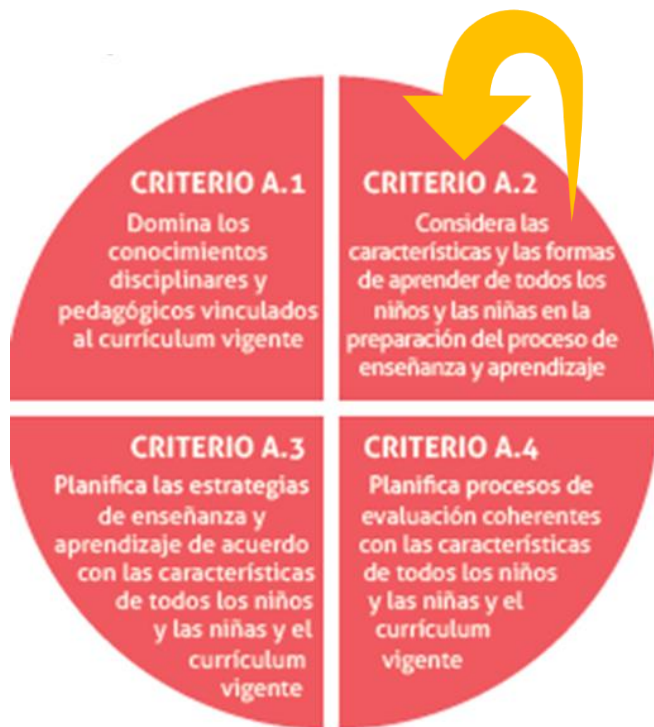 CRITERIO A.1
Domina los
conocimientos
disciplinares y
pedagógicos vinculados
al currículum vigente
CRITERIO A.2
Considera las
características y las formas
de aprender de todos los
niños y las niñas en la
preparación del proceso de
enseñanza y aprendizaje
CRITERIO A.3
Planifica las estrategias
de enseñanza y
aprendizaje de acuerdo
con las características
de todos los niños
y las niñas y el
currículum
vigente
CRITERIO A.4
Planifica procesos de
evaluación coherentes
con las características
de todos los niños
y las niñas y el
currículum
vigente